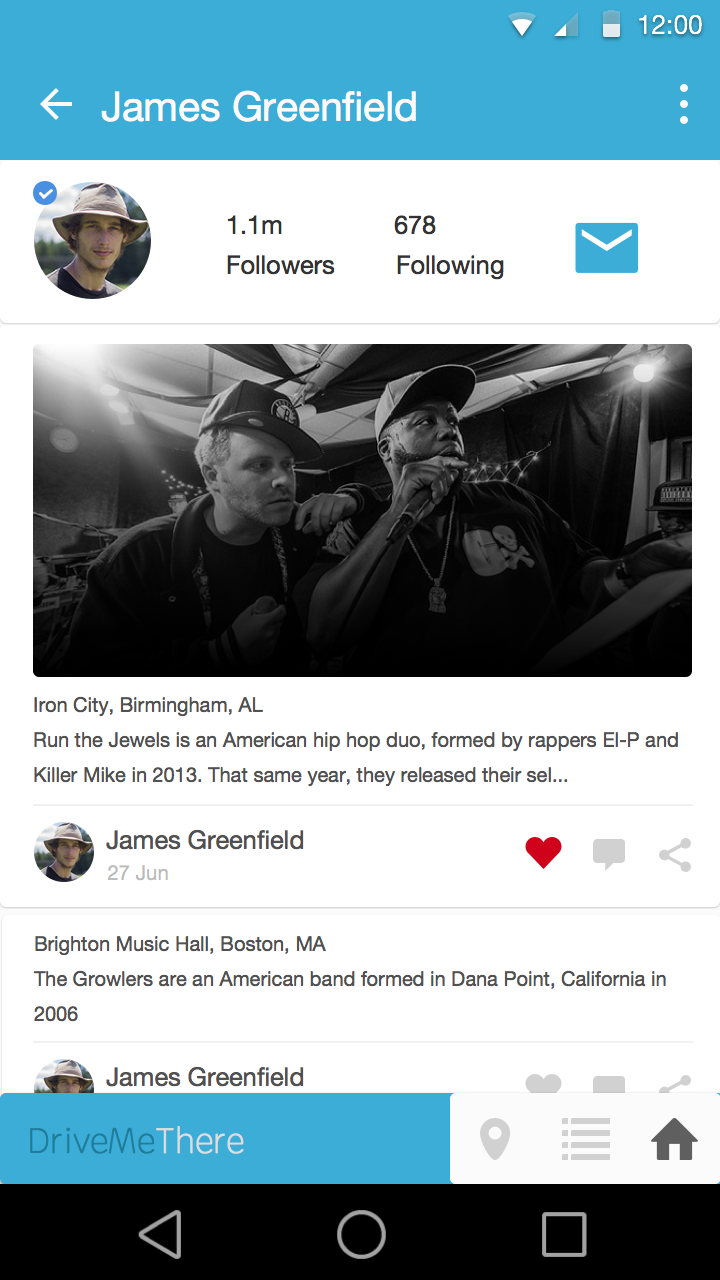 12:00
James Greenfield
1.1m
678
Followers
Following
Iron City, Birmingham, AL
Run the Jewels is an American hip hop duo, formed by rappers El-P and
Killer Mike in 2013. That same year, they released their sel...
James Greenfield
27 Jun
Brighton Music Hall, Boston, MA
The Growlers are an American band formed in Dana Point, California in
2006
James Greenfield
DriveMeThere